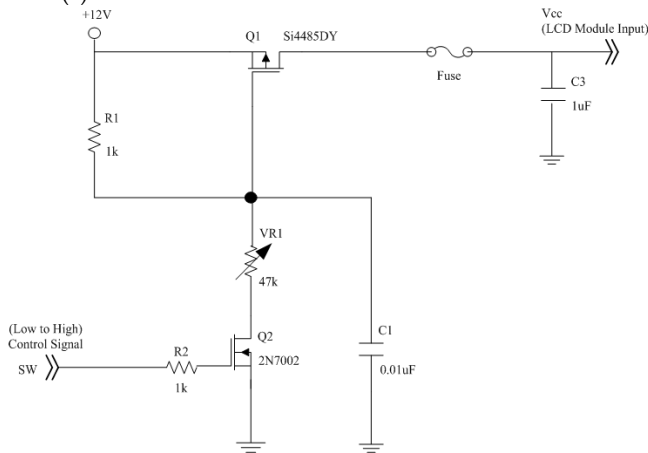 +12V
Q1
Si4485DY
Vcc
(LCD Module Input)
Fuse
C3
1uF
R1
1k
VR1
47k
(Low to High)
Control Signal
SW
R2
1k
Q2
2N7002
C1
0.01uF